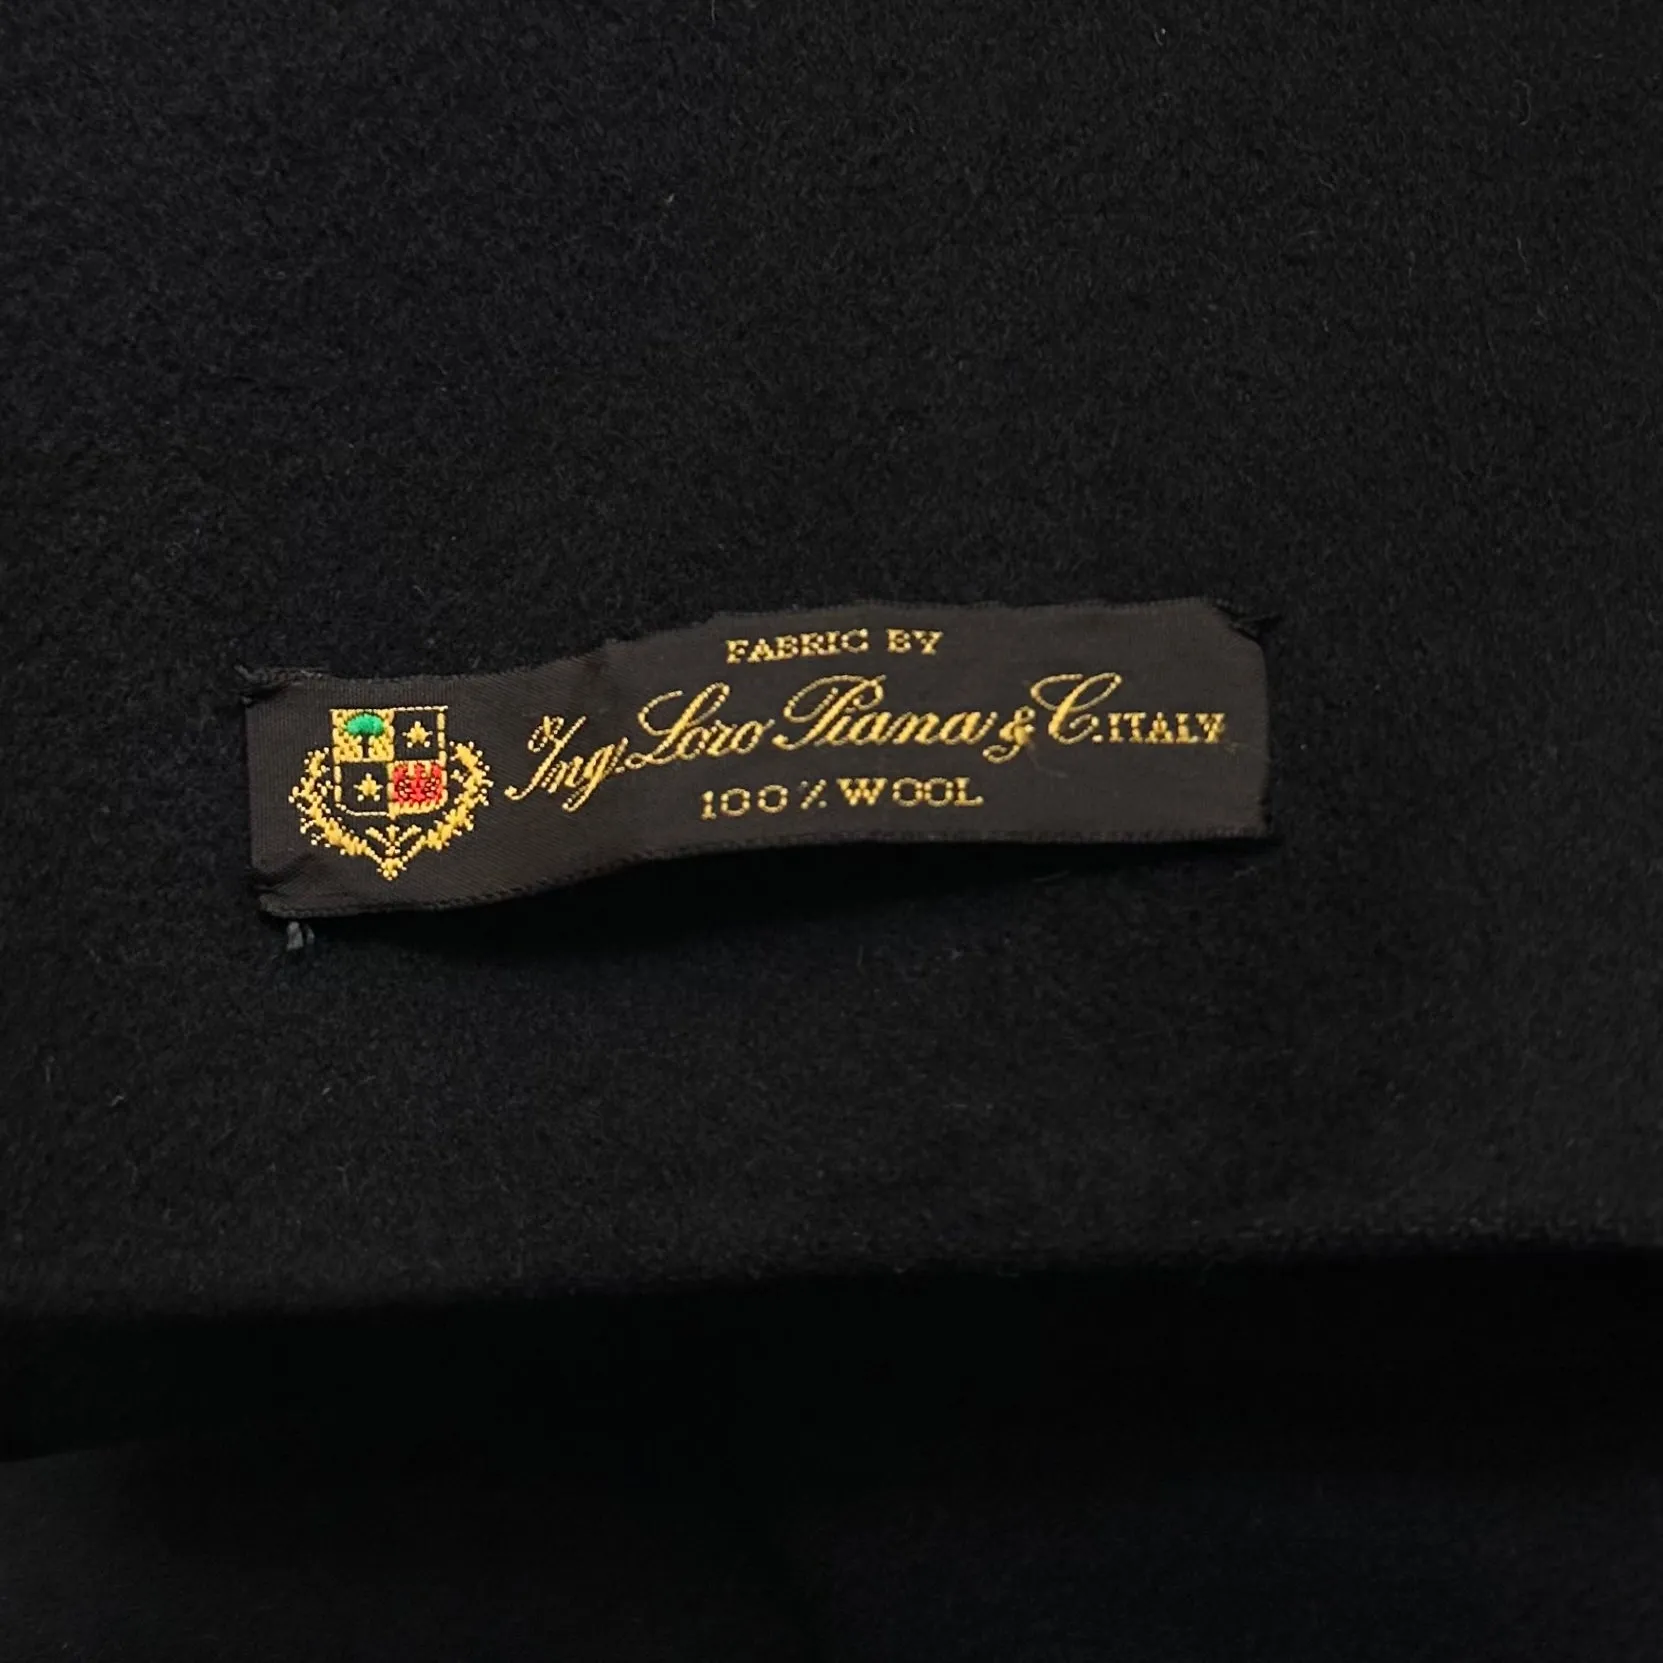 FABRIC BY
Ing. Loro Piana & C. ITALY
100% WOOL